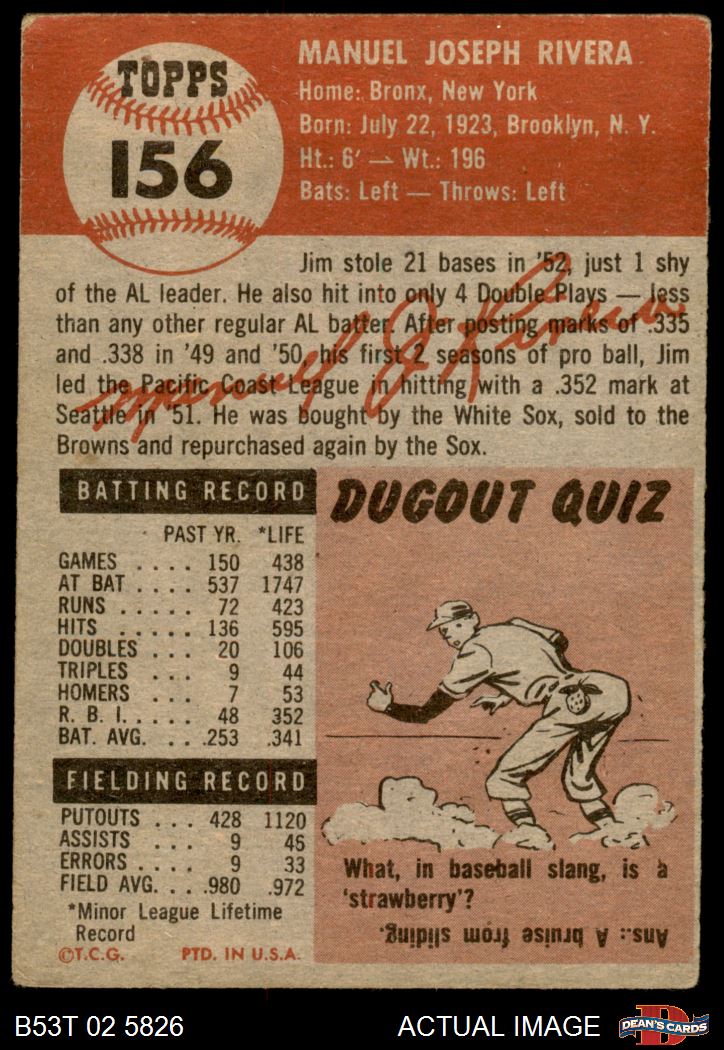 TOPPS
156
MANUEL JOSEPH RIVERA
Home: Bronx, New York
Born: July 22, 1923, Brooklyn, N. Y.
Ht.: 6' — Wt.: 196
Bats: Left — Throws: Left
Jim stole 21 bases in '52, just 1 shy
of the AL leader. He also hit into only 4 Double Plays — less
than any other regular AL batter. After posting marks of .335
and .338 in '49 and '50, his first 2 seasons of pro ball, Jim
led the Pacific Coast League in hitting with a .352 mark at
Seattle in '51. He was bought by the White Sox, sold to the
Browns and repurchased again by the Sox.
Manuel J. Rivera
BATTING RECORD
PAST YR. *LIFE
GAMES . . . . 150 438
AT BAT . . . . 537 1747
RUNS . . . . . 72 423
HITS . . . . . 136 595
DOUBLES . . . 20 106
TRIPLES . . . 9 44
HOMERS . . . 7 53
R. B. I. . . . . 48 352
BAT. AVG. . . .253 .341
FIELDING RECORD
PUTOUTS . . . 428 1120
ASSISTS . . . 9 46
ERRORS . . . . 9 33
FIELD AVG. . . .980 .972
*Minor League Lifetime
Record
©T.C.G. PTD. IN U.S.A.
DUGOUT QUIZ
What, in baseball slang, is a
'strawberry'?
Ans.: A bruise from sliding.
B53T 02 5826 ACTUAL IMAGE
D
DEAN'S CARDS